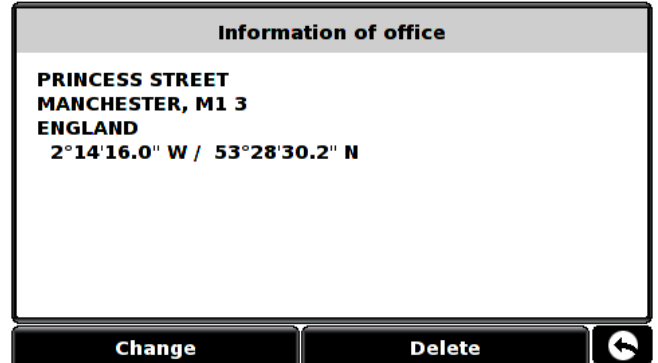 Information of office
PRINCESS STREET
MANCHESTER, M1 3
ENGLAND
2°14'16.0" W / 53°28'30.2" N
Change
Delete